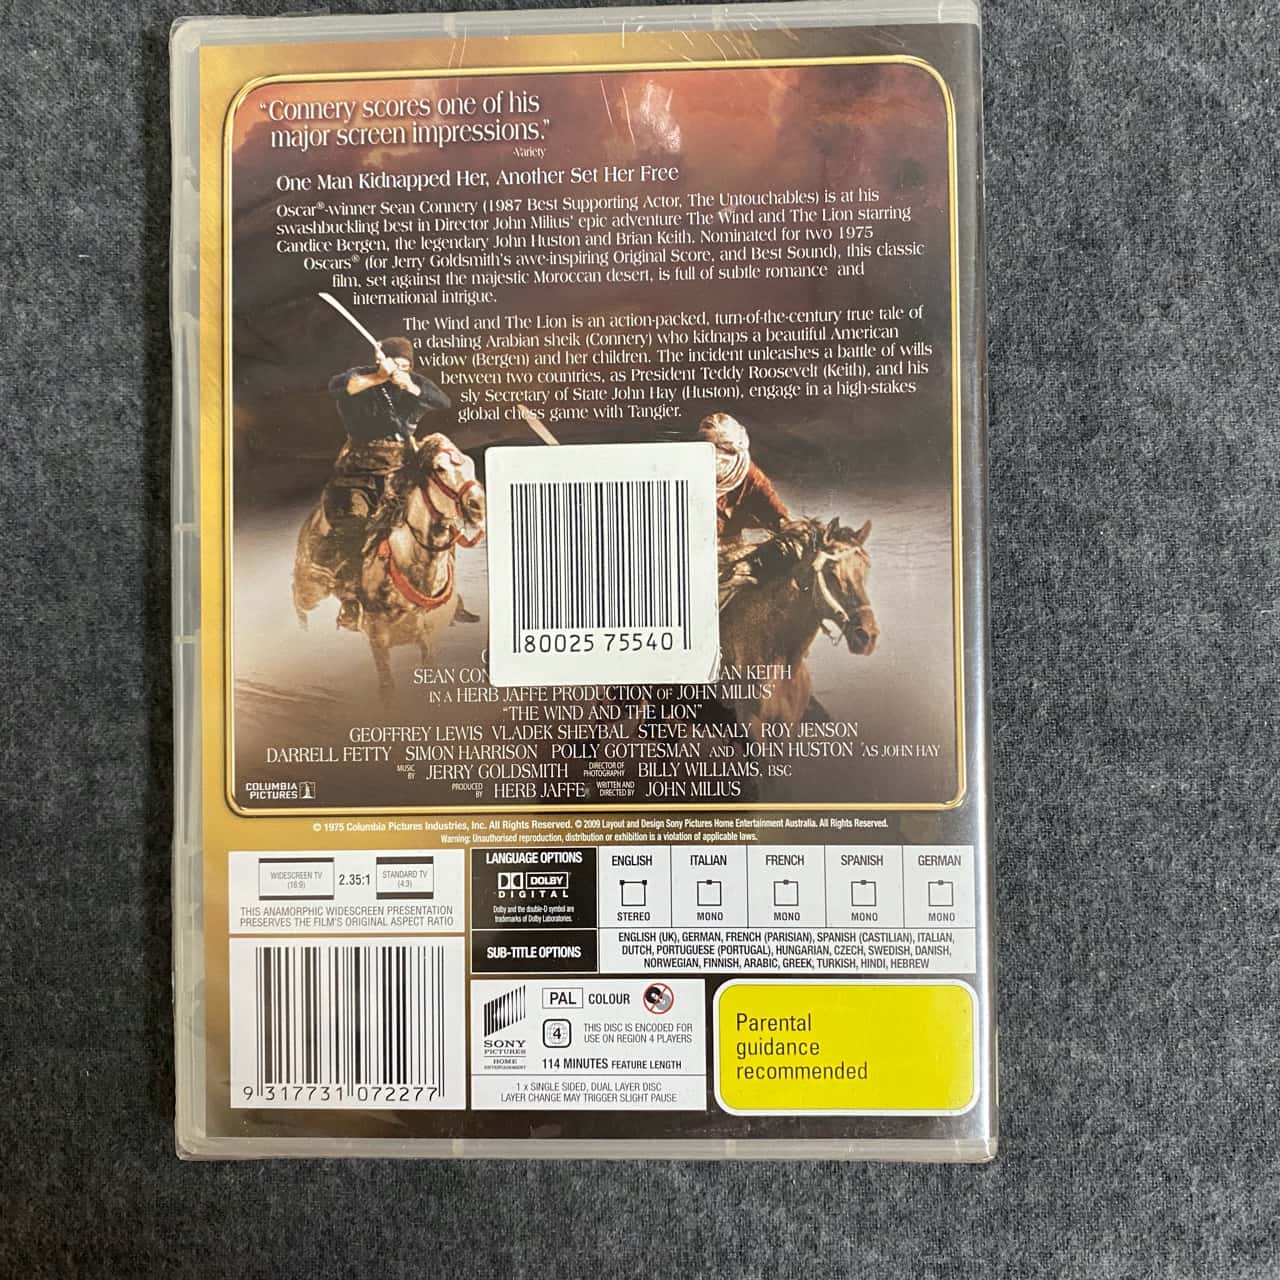 “Connery scores one of his
major screen impressions.”
-Variety
One Man Kidnapped Her, Another Set Her Free
Oscar®-winner Sean Connery (1987 Best Supporting Actor, The Untouchables) is at his
swashbuckling best in Director John Milius' epic adventure The Wind and The Lion starring
Candice Bergen, the legendary John Huston and Brian Keith. Nominated for two 1975
Oscars® (for Jerry Goldsmith's awe-inspiring Original Score, and Best Sound), this classic
film, set against the majestic Moroccan desert, is full of subtle romance and
international intrigue.
The Wind and The Lion is an action-packed, turn-of-the-century true tale of
a dashing Arabian sheik (Connery) who kidnaps a beautiful American
widow (Bergen) and her children. The incident unleashes a battle of wills
between two countries, as President Teddy Roosevelt (Keith), and his
sly Secretary of State John Hay (Huston), engage in a high-stakes
global chess game with Tangier.
80025 75540
SEAN CON AN KEITH
IN A HERB JAFFE PRODUCTION OF JOHN MILIUS'
“THE WIND AND THE LION”
GEOFFREY LEWIS VLADEK SHEYBAL STEVE KANALY ROY JENSON
DARRELL FETTY SIMON HARRISON POLLY GOTTESMAN AND JOHN HUSTON AS JOHN HAY
MUSIC BY JERRY GOLDSMITH DIRECTOR OF PHOTOGRAPHY BILLY WILLIAMS, BSC
PRODUCED BY HERB JAFFE WRITTEN AND DIRECTED BY JOHN MILIUS
COLUMBIA
PICTURES
© 1975 Columbia Pictures Industries, Inc. All Rights Reserved. © 2009 Layout and Design Sony Pictures Home Entertainment Australia. All Rights Reserved.
Warning: Unauthorised reproduction, distribution or exhibition is a violation of applicable laws.
WIDESCREEN TV
(16:9)
2.35:1
STANDARD TV
(4:3)
THIS ANAMORPHIC WIDESCREEN PRESENTATION
PRESERVES THE FILM'S ORIGINAL ASPECT RATIO
LANGUAGE OPTIONS
DOLBY
DIGITAL
Dolby and the double-D symbol are
trademarks of Dolby Laboratories.
ENGLISH ITALIAN FRENCH SPANISH GERMAN
STEREO MONO MONO MONO MONO
SUB-TITLE OPTIONS
ENGLISH (UK), GERMAN, FRENCH (PARISIAN), SPANISH (CASTILIAN), ITALIAN,
DUTCH, PORTUGUESE (PORTUGAL), HUNGARIAN, CZECH, SWEDISH, DANISH,
NORWEGIAN, FINNISH, ARABIC, GREEK, TURKISH, HINDI, HEBREW
9 317731 072277
SONY
PICTURES
HOME
ENTERTAINMENT
PAL COLOUR
4
THIS DISC IS ENCODED FOR
USE ON REGION 4 PLAYERS
114 MINUTES FEATURE LENGTH
1 x SINGLE SIDED, DUAL LAYER DISC
LAYER CHANGE MAY TRIGGER SLIGHT PAUSE
Parental
guidance
recommended